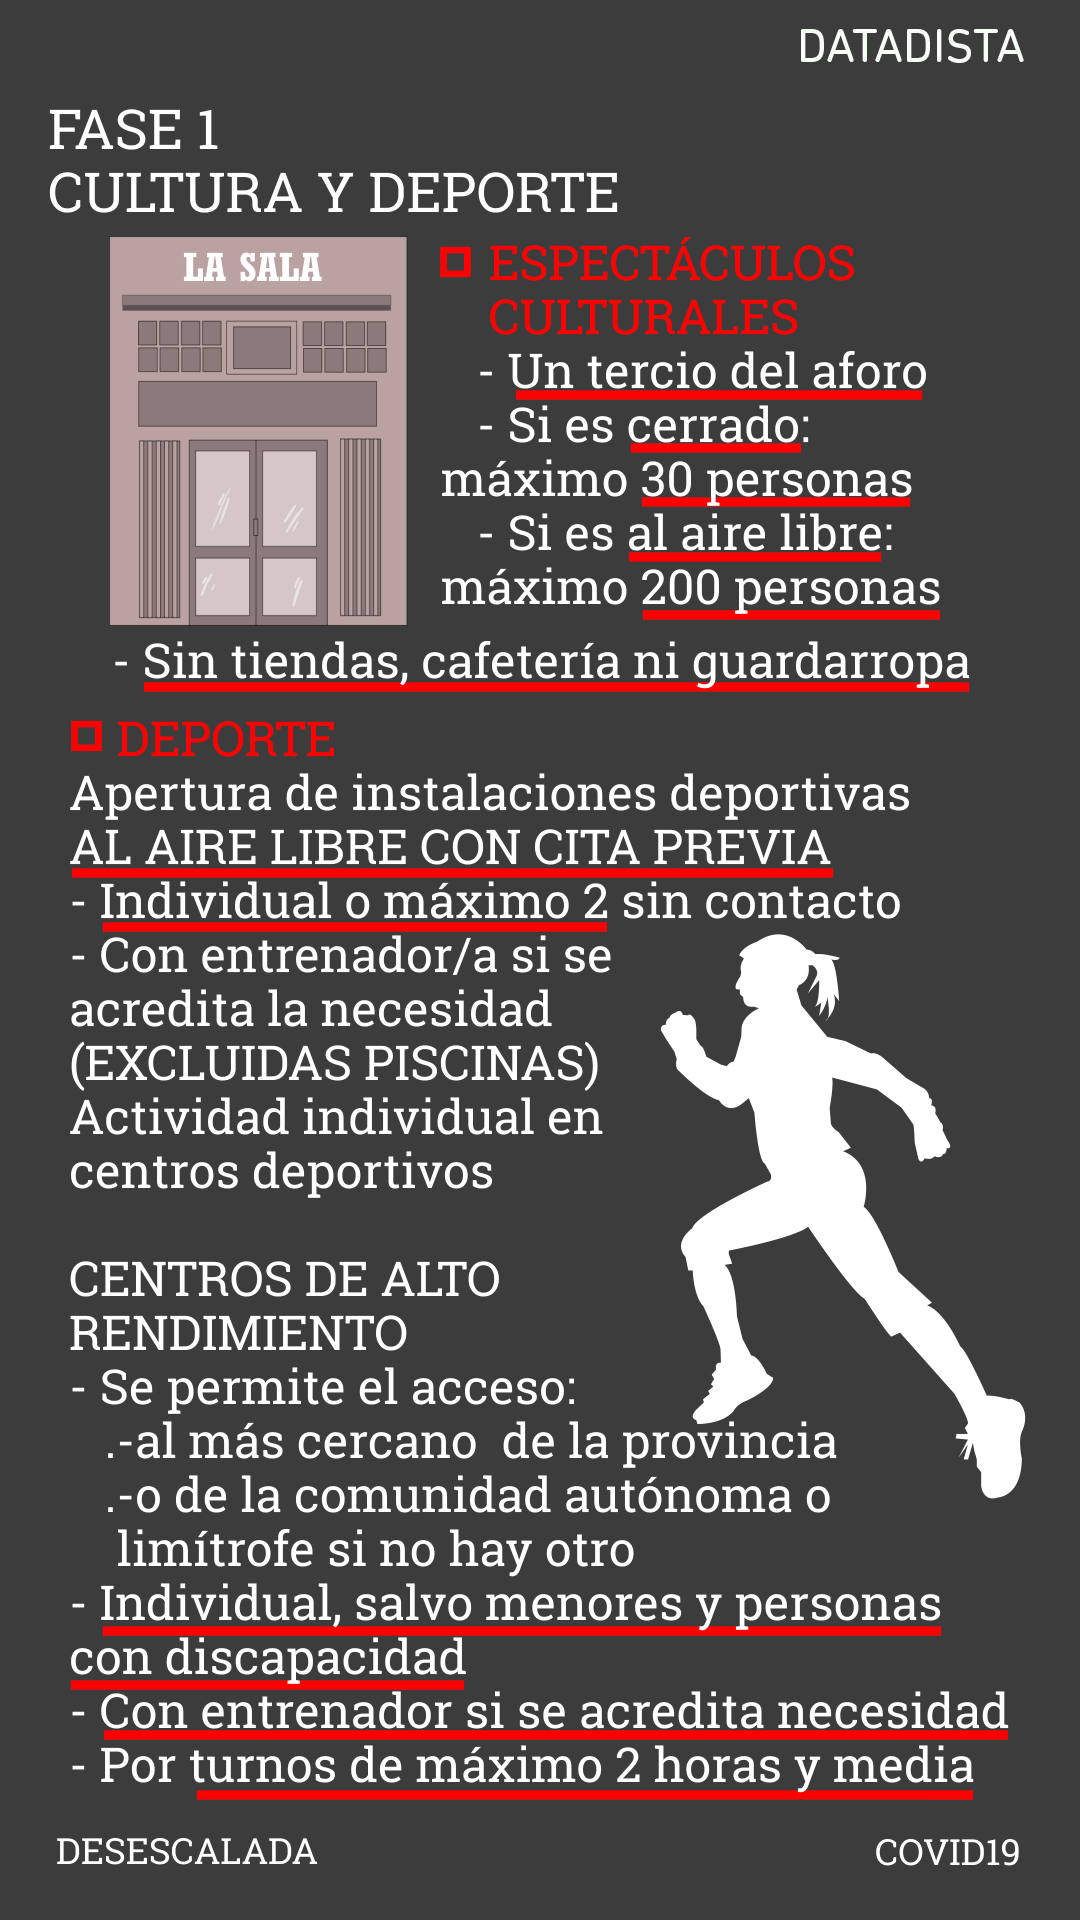 DATADISTA
FASE 1
CULTURA Y DEPORTE
LA SALA
ESPECTÁCULOS
CULTURALES
- Un tercio del aforo
- Si es cerrado:
máximo 30 personas
- Si es al aire libre:
máximo 200 personas
- Sin tiendas, cafetería ni guardarropa
DEPORTE
Apertura de instalaciones deportivas
AL AIRE LIBRE CON CITA PREVIA
- Individual o máximo 2 sin contacto
- Con entrenador/a si se
acredita la necesidad
(EXCLUIDAS PISCINAS)
Actividad individual en
centros deportivos
CENTROS DE ALTO
RENDIMIENTO
- Se permite el acceso:
.-al más cercano  de la provincia
.-o de la comunidad autónoma o
limítrofe si no hay otro
- Individual, salvo menores y personas
con discapacidad
- Con entrenador si se acredita necesidad
- Por turnos de máximo 2 horas y media
DESESCALADA
COVID19